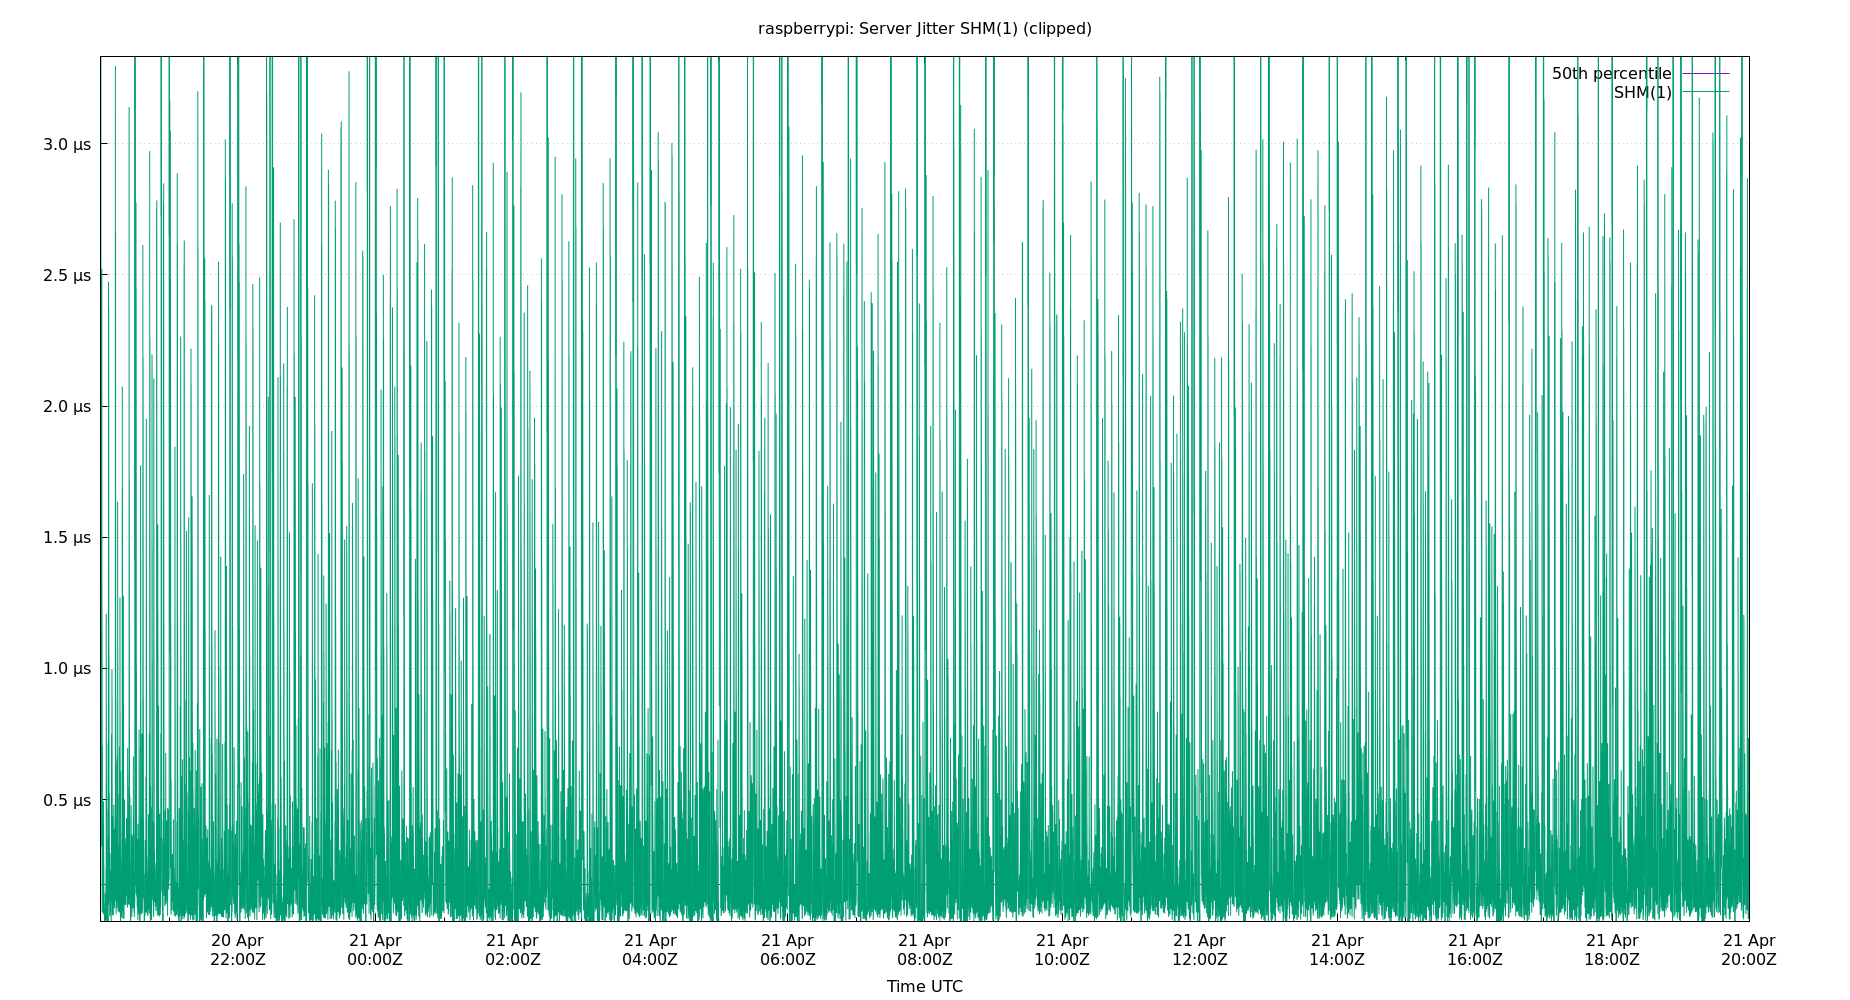 raspberrypi: Server Jitter SHM(1) (clipped)
50th percentile
SHM(1)
3.0 µs
2.5 µs
2.0 µs
1.5 µs
1.0 µs
0.5 µs
20 Apr 21 Apr 21 Apr 21 Apr 21 Apr 21 Apr 21 Apr 21 Apr 21 Apr 21 Apr 21 Apr 21 Apr
22:00Z 00:00Z 02:00Z 04:00Z 06:00Z 08:00Z 10:00Z 12:00Z 14:00Z 16:00Z 18:00Z 20:00Z
Time UTC